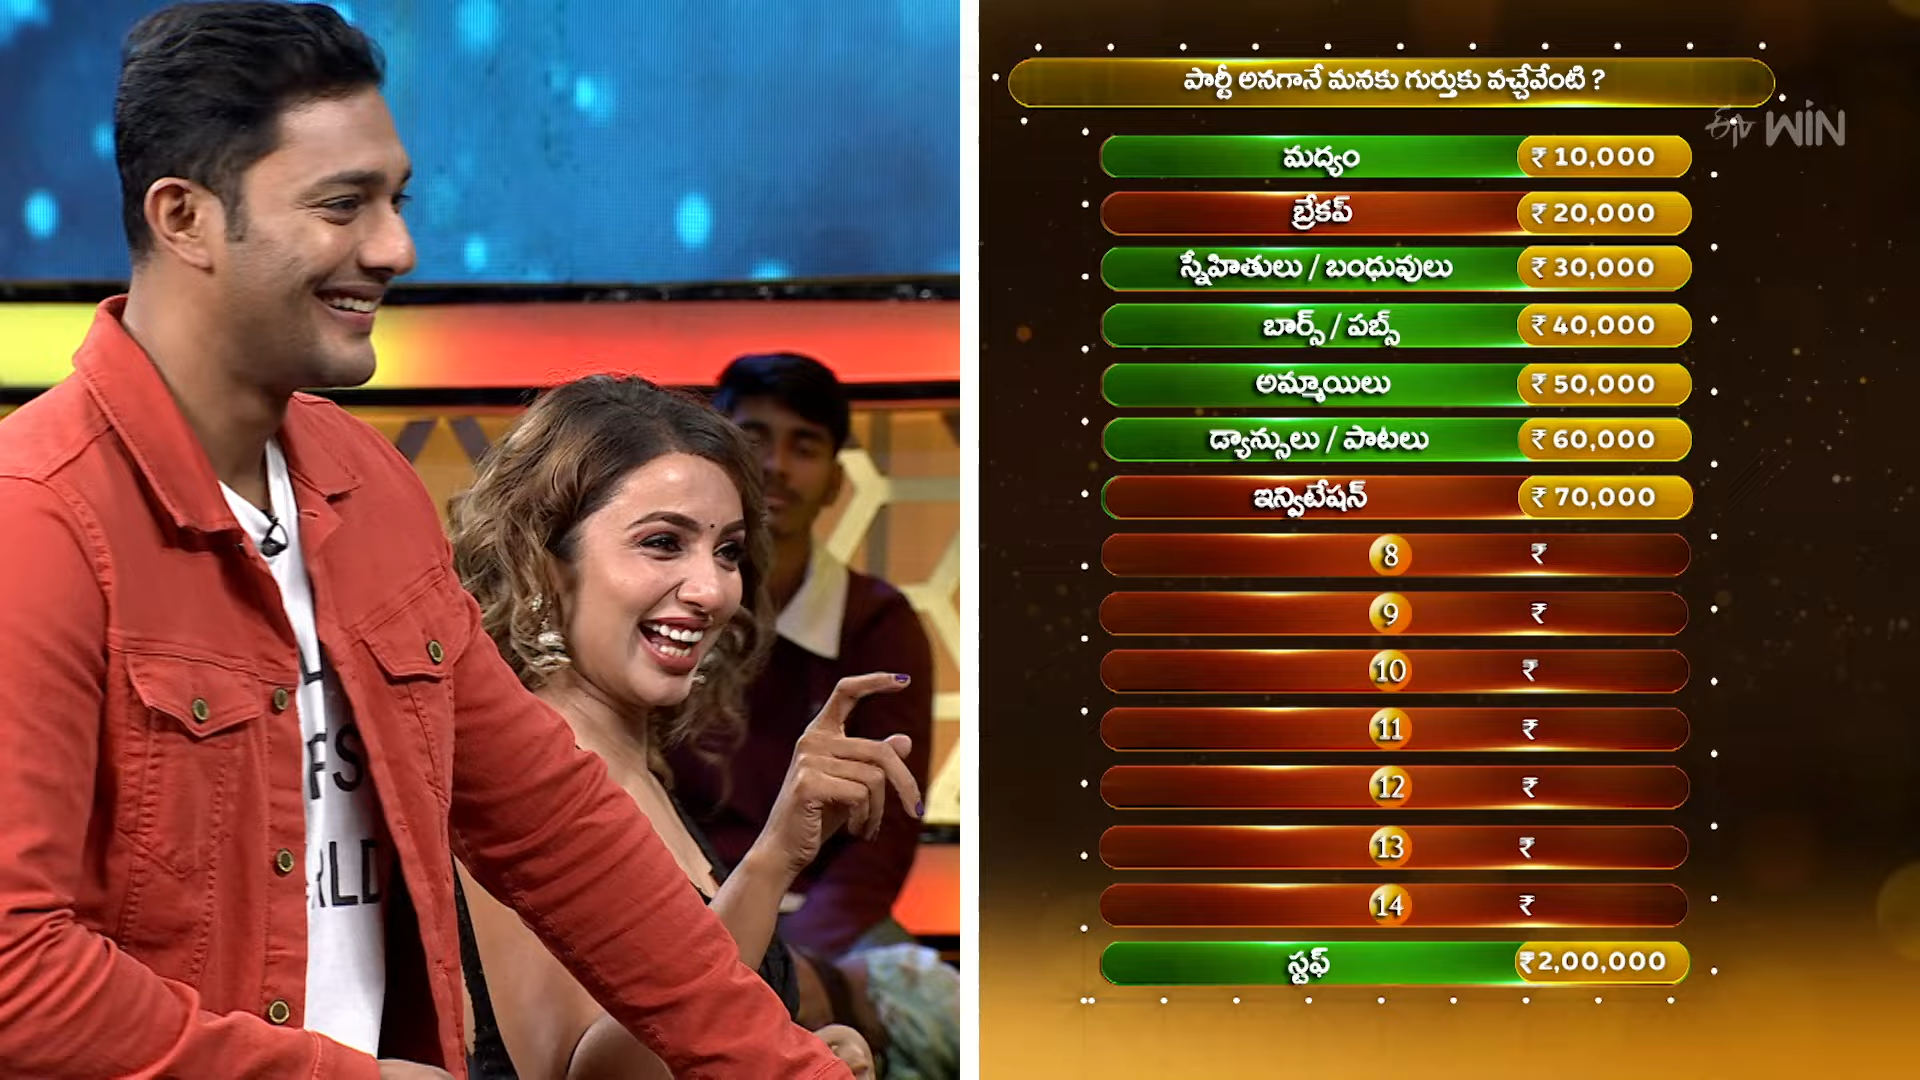 పార్టీ అనగానే మనకు గుర్తుకు వచ్చేవేంటి ?
ఈటీవీ WIN
మద్యం ₹ 10,000
బ్రేకప్ ₹ 20,000
స్నేహితులు / బంధువులు ₹ 30,000
బార్స్ / పబ్స్ ₹ 40,000
అమ్మాయిలు ₹ 50,000
డ్యాన్సులు / పాటలు ₹ 60,000
ఇన్విటేషన్ ₹ 70,000
8 ₹
9 ₹
10 ₹
11 ₹
12 ₹
13 ₹
14 ₹
స్టఫ్ ₹2,00,000